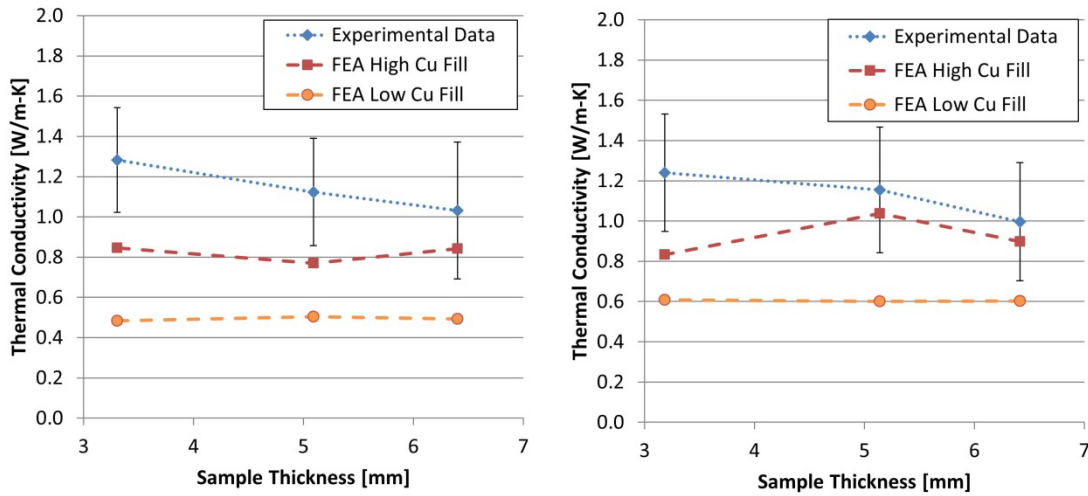 2.0
1.8
1.6
1.4
1.2
1.0
0.8
0.6
0.4
0.2
0.0
3 4 5 6 7
Thermal Conductivity [W/m-K]
Sample Thickness [mm]
Experimental Data
FEA High Cu Fill
FEA Low Cu Fill
2.0
1.8
1.6
1.4
1.2
1.0
0.8
0.6
0.4
0.2
0.0
3 4 5 6 7
Thermal Conductivity [W/m-K]
Sample Thickness [mm]
Experimental Data
FEA High Cu Fill
FEA Low Cu Fill